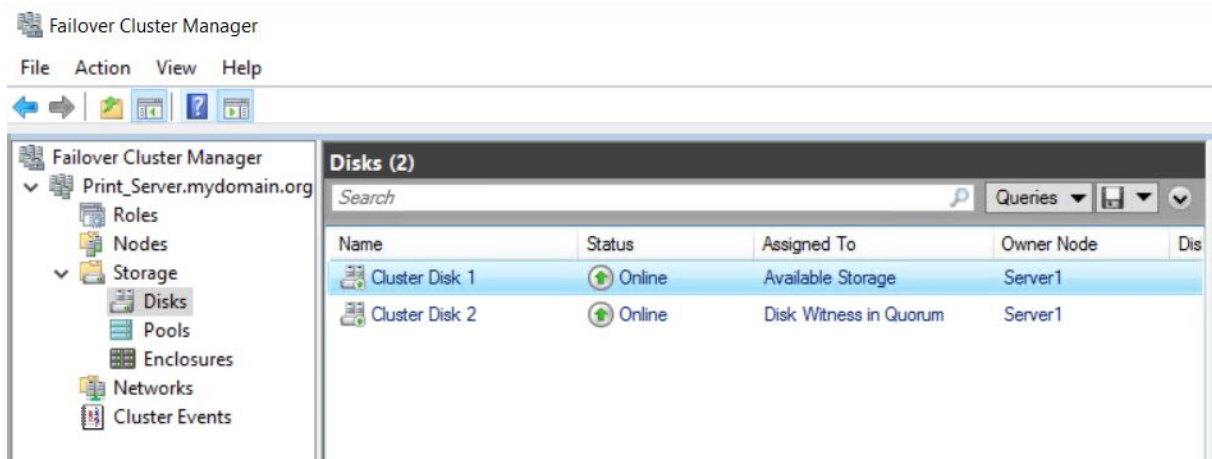 Failover Cluster Manager
File Action View Help
Failover Cluster Manager
Print_Server.mydomain.org
Roles
Nodes
Storage
Disks
Pools
Enclosures
Networks
Cluster Events
Disks (2)
Search Queries
Name Status Assigned To Owner Node Dis
Cluster Disk 1 Online Available Storage Server1
Cluster Disk 2 Online Disk Witness in Quorum Server1